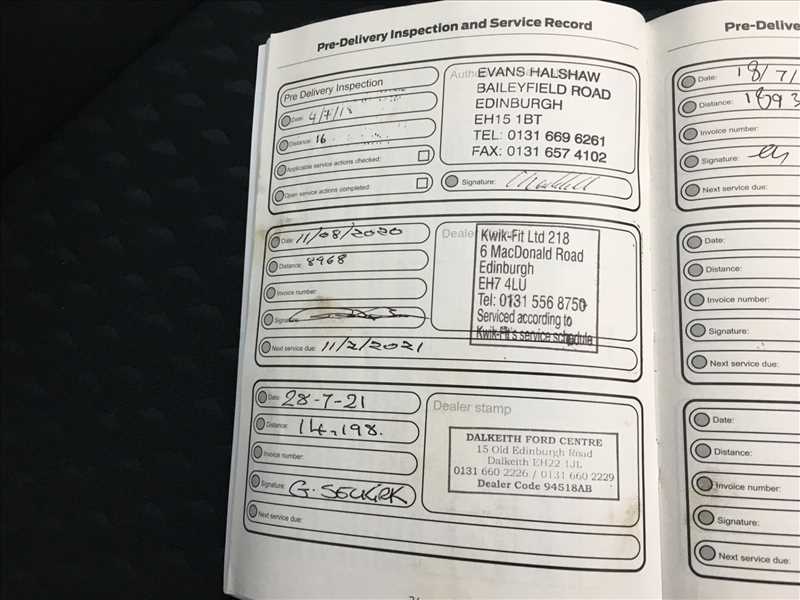 Pre-Delivery Inspection and Service Record
Pre Delivery Inspection
Date: 4/7/18
Distance: 16
Applicable service actions checked:
Open service actions completed:
EVANS HALSHAW
BAILEYFIELD ROAD
EDINBURGH
EH15 1BT
TEL: 0131 669 6261
FAX: 0131 657 4102
Signature:
Date: 11/08/2020
Distance: 8968
Invoice number:
Signature:
Next service due: 11/2/2021
Dealer
Kwik-Fit Ltd 218
6 MacDonald Road
Edinburgh
EH7 4LU
Tel: 0131 556 8750
Serviced according to
Kwik-Fit's service schedule
Date: 28-7-21
Distance: 14,198.
Invoice number:
Signature: G. SELKIRK
Next service due:
Dealer stamp
DALKEITH FORD CENTRE
15 Old Edinburgh Road
Dalkeith EH22 1JL
0131 660 2226 / 0131 660 2229
Dealer Code 94518AB
Pre-Deliver
Date: 18/7/
Distance: 1893
Invoice number:
Signature:
Next service due:
Date:
Distance:
Invoice number:
Signature:
Next service due:
Date:
Distance:
Invoice number:
Signature:
Next service due: